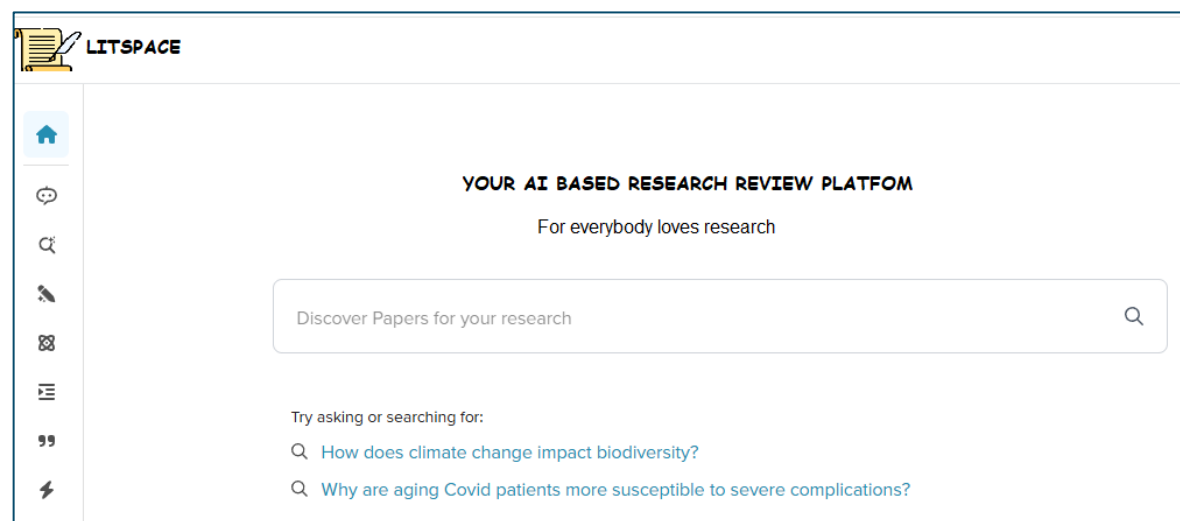 LITSPACE
YOUR AI BASED RESEARCH REVIEW PLATFOM
For everybody loves research
Discover Papers for your research
Try asking or searching for:
How does climate change impact biodiversity?
Why are aging Covid patients more susceptible to severe complications?